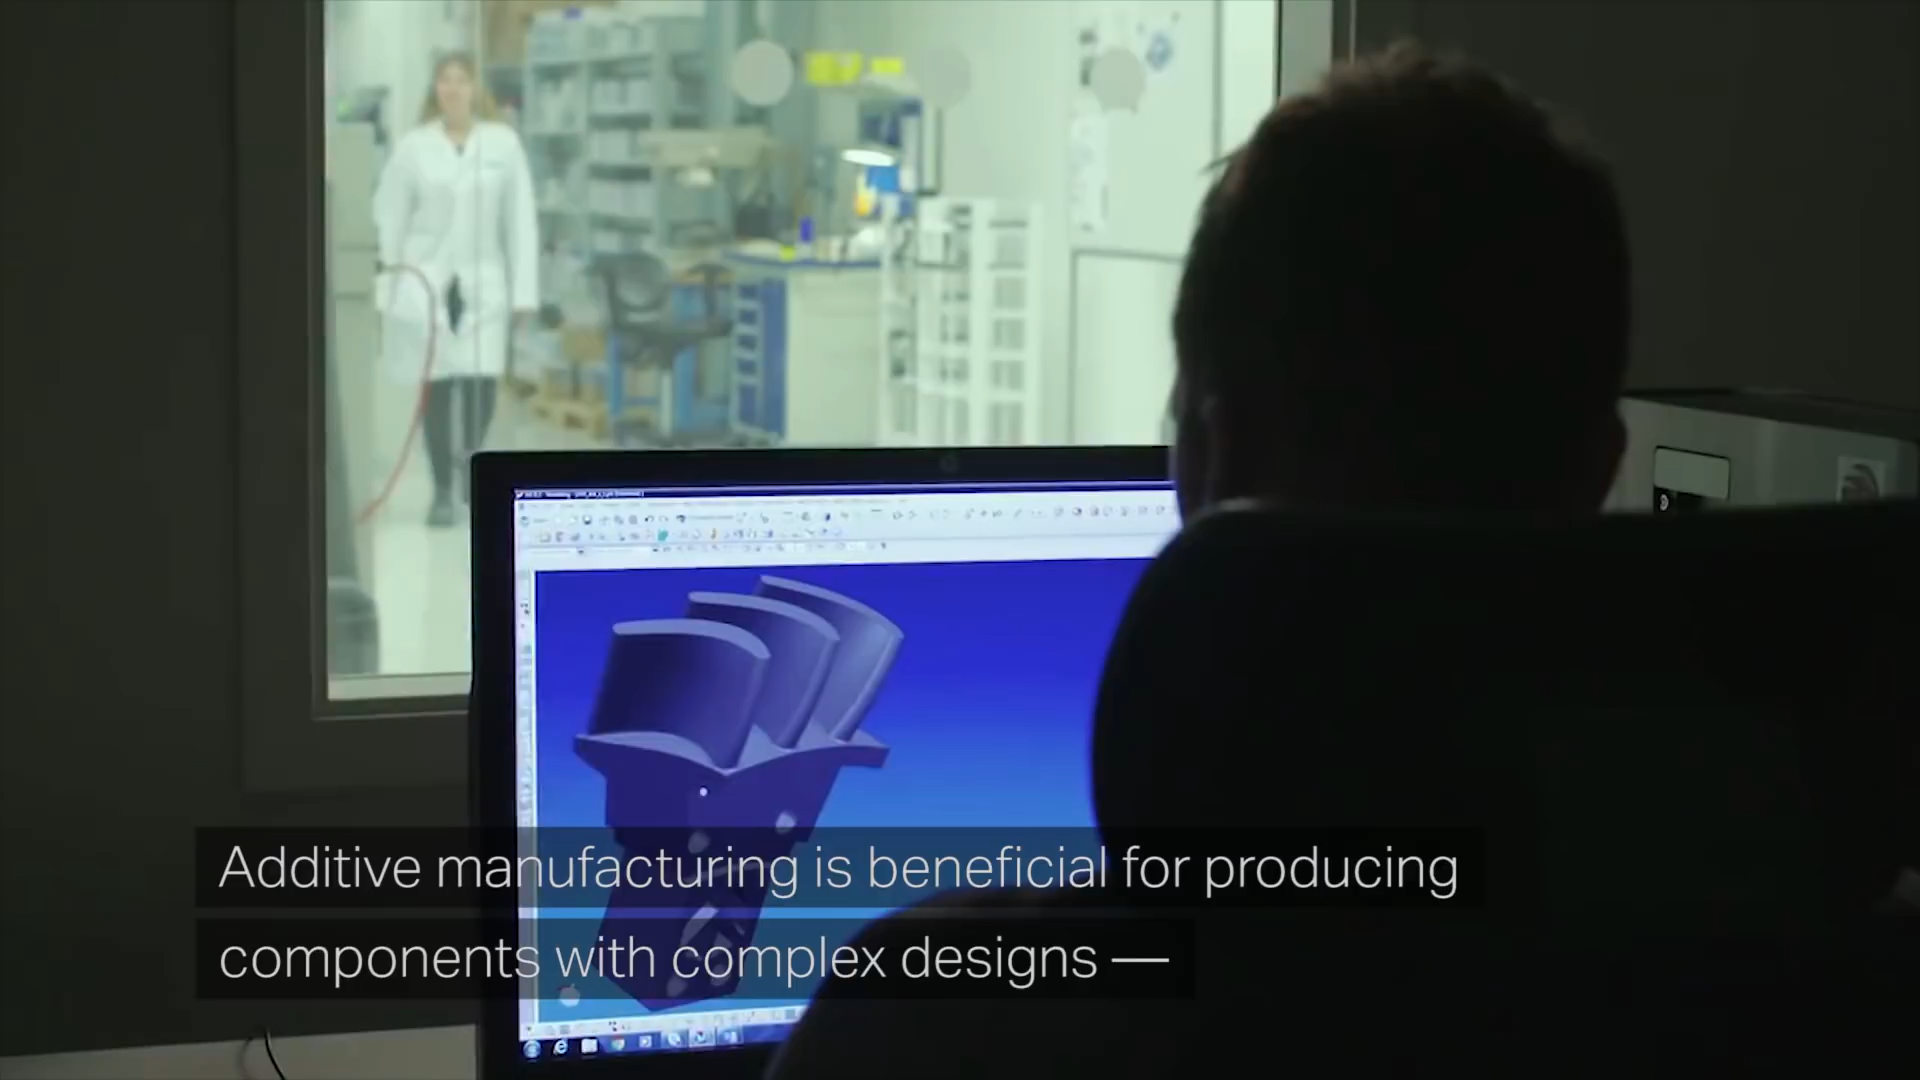 Additive manufacturing is beneficial for producing
components with complex designs —